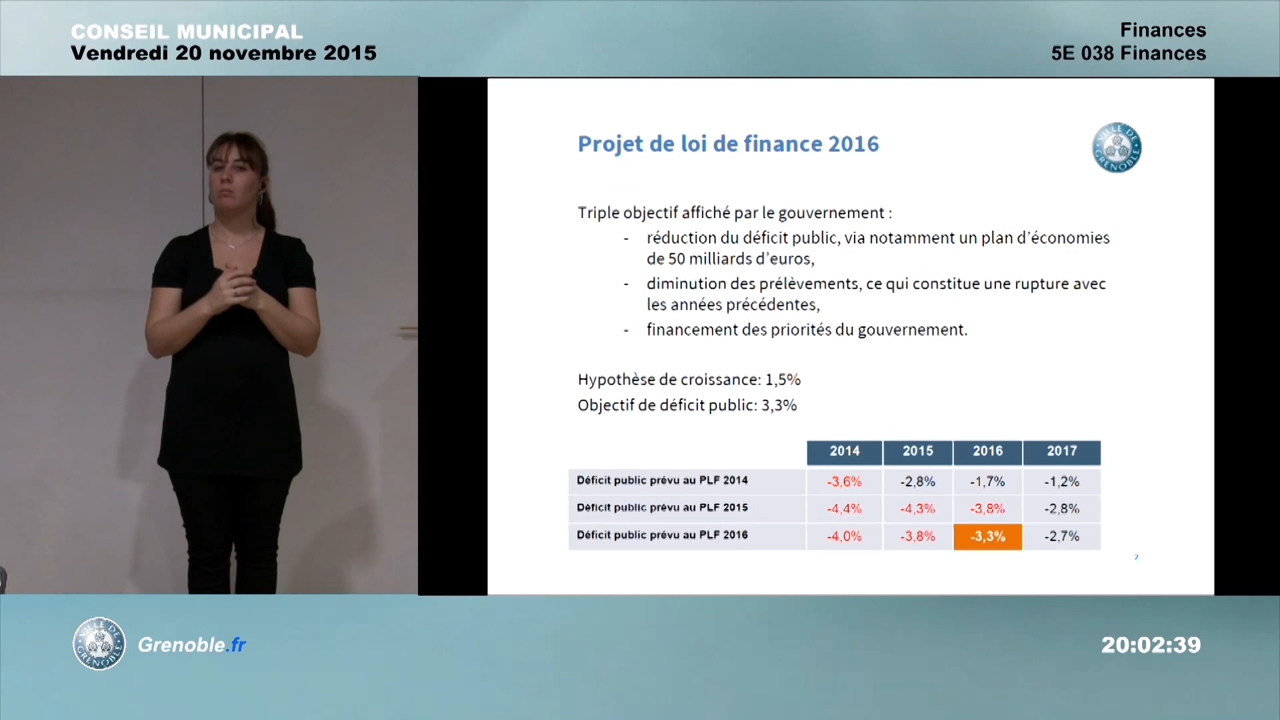 CONSEIL MUNICIPAL
Vendredi 20 novembre 2015
Finances
5E 038 Finances
Projet de loi de finance 2016
VILLE DE GRENOBLE
Triple objectif affiché par le gouvernement :
- réduction du déficit public, via notamment un plan d'économies
de 50 milliards d'euros,
- diminution des prélèvements, ce qui constitue une rupture avec
les années précédentes,
- financement des priorités du gouvernement.
Hypothèse de croissance: 1,5%
Objectif de déficit public: 3,3%
2014 2015 2016 2017
Déficit public prévu au PLF 2014 -3,6% -2,8% -1,7% -1,2%
Déficit public prévu au PLF 2015 -4,4% -4,3% -3,8% -2,8%
Déficit public prévu au PLF 2016 -4,0% -3,8% -3,3% -2,7%
VILLE DE GRENOBLE
Grenoble.fr
20:02:39